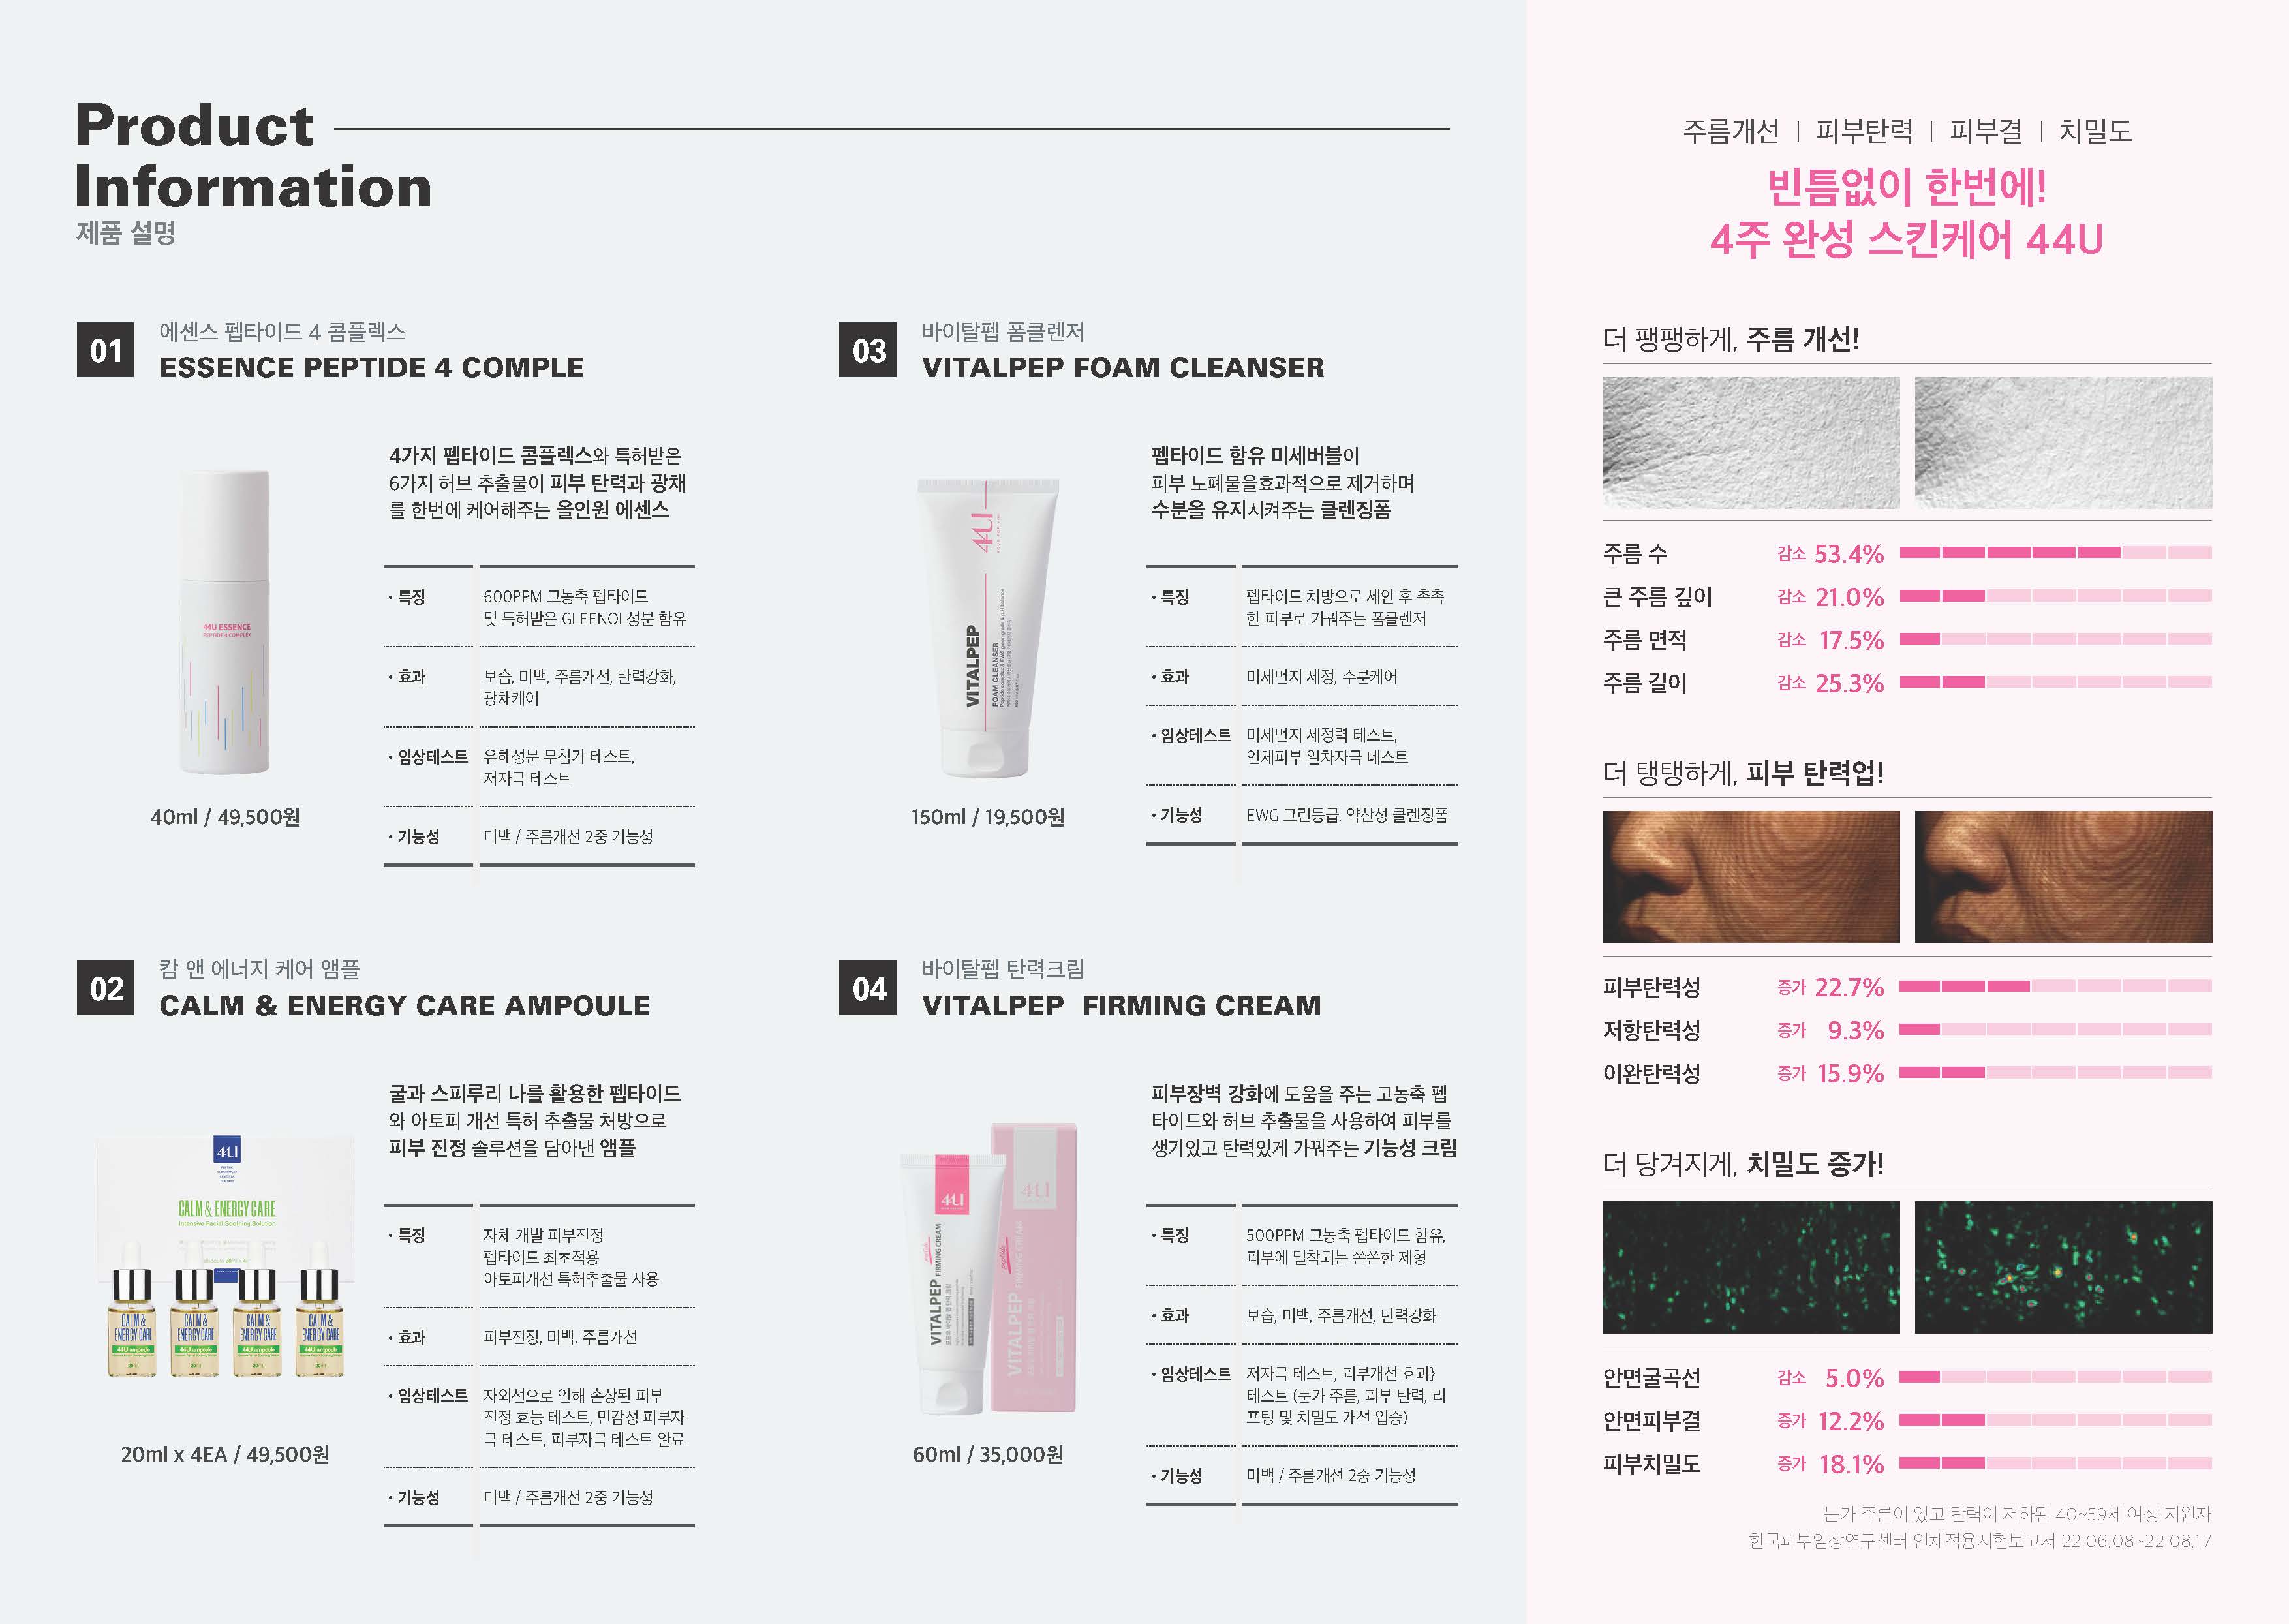 Product
Information
제품 설명
01
에센스 펩타이드 4 콤플렉스
ESSENCE PEPTIDE 4 COMPLE
4가지 펩타이드 콤플렉스와 특허받은
6가지 허브 추출물이 피부 탄력과 광채
를 한번에 케어해주는 올인원 에센스
44U ESSENCE
PEPTIDE 4 COMPLEX
40ml / 49,500원
• 특징 600PPM 고농축 펩타이드
및 특허받은 GLEENOL성분 함유
• 효과 보습, 미백, 주름개선, 탄력강화,
광채케어
• 임상테스트 유해성분 무첨가 테스트,
저자극 테스트
• 기능성 미백 / 주름개선 2중 기능성
02
캄 앤 에너지 케어 앰플
CALM & ENERGY CARE AMPOULE
굴과 스피루리 나를 활용한 펩타이드
와 아토피 개선 특허 추출물 처방으로
피부 진정 솔루션을 담아낸 앰플
44U
CALM & ENERGY CARE
Intensive Facial Soothing Solution
CALM &
ENERGY CARE
44U ampoule
20ml
CALM &
ENERGY CARE
44U ampoule
20ml
CALM &
ENERGY CARE
44U ampoule
20ml
CALM &
ENERGY CARE
44U ampoule
20ml
20ml x 4EA / 49,500원
• 특징 자체 개발 피부진정
펩타이드 최초적용
아토피개선 특허추출물 사용
• 효과 피부진정, 미백, 주름개선
• 임상테스트 자외선으로 인해 손상된 피부
진정 효능 테스트, 민감성 피부자
극 테스트, 피부자극 테스트 완료
• 기능성 미백 / 주름개선 2중 기능성
03
바이탈펩 폼클렌저
VITALPEP FOAM CLEANSER
펩타이드 함유 미세버블이
피부 노폐물을효과적으로 제거하며
수분을 유지시켜주는 클렌징폼
44U
VITALPEP
FOAM CLEANSER
Peptide complex & EWG green grade & p.H balance
150ml / 19,500원
• 특징 펩타이드 처방으로 세안 후 촉촉
한 피부로 가꿔주는 폼클렌저
• 효과 미세먼지 세정, 수분케어
• 임상테스트 미세먼지 세정력 테스트,
인체피부 일차자극 테스트
• 기능성 EWG 그린등급, 약산성 클렌징폼
04
바이탈펩 탄력크림
VITALPEP  FIRMING CREAM
피부장벽 강화에 도움을 주는 고농축 펩
타이드와 허브 추출물을 사용하여 피부를
생기있고 탄력있게 가꿔주는 기능성 크림
44U
peptide
VITALPEP FIRMING CREAM
44U
peptide
VITALPEP FIRMING CREAM
60ml / 35,000원
• 특징 500PPM 고농축 펩타이드 함유,
피부에 밀착되는 쫀쫀한 제형
• 효과 보습, 미백, 주름개선, 탄력강화
• 임상테스트 저자극 테스트, 피부개선 효과}
테스트 (눈가 주름, 피부 탄력, 리
프팅 및 치밀도 개선 입증)
• 기능성 미백 / 주름개선 2중 기능성
주름개선 | 피부탄력 | 피부결 | 치밀도
빈틈없이 한번에!
4주 완성 스킨케어 44U
더 팽팽하게, 주름 개선!
주름 수 감소 53.4%
큰 주름 깊이 감소 21.0%
주름 면적 감소 17.5%
주름 길이 감소 25.3%
더 탱탱하게, 피부 탄력업!
피부탄력성 증가 22.7%
저항탄력성 증가 9.3%
이완탄력성 증가 15.9%
더 당겨지게, 치밀도 증가!
안면굴곡선 감소 5.0%
안면피부결 증가 12.2%
피부치밀도 증가 18.1%
눈가 주름이 있고 탄력이 저하된 40~59세 여성 지원자
한국피부임상연구센터 인체적용시험보고서 22.06.08~22.08.17